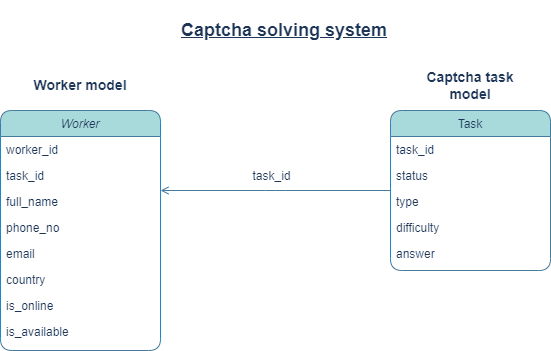 Captcha solving system
Worker model
Captcha task
model
Worker
worker_id
task_id
full_name
phone_no
email
country
is_online
is_available
task_id
Task
task_id
status
type
difficulty
answer